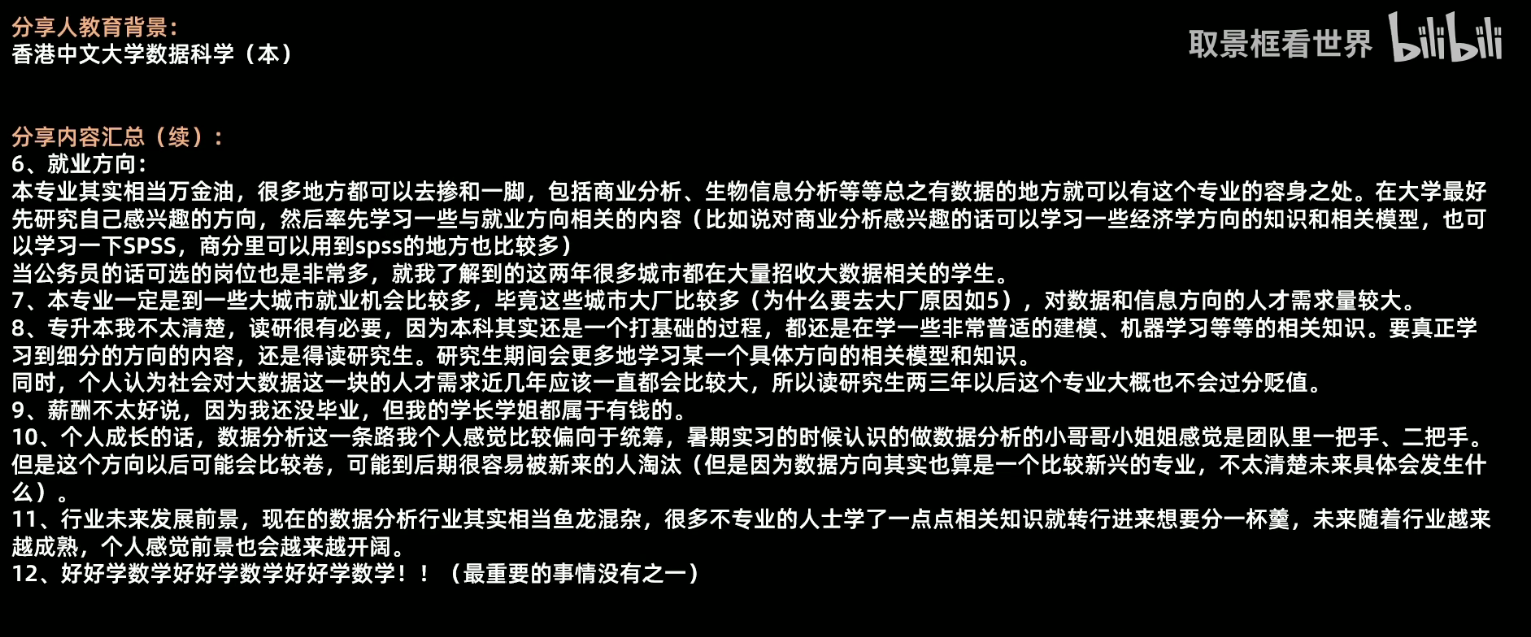 分享人教育背景：
香港中文大学数据科学（本）
取景框看世界 bilibili
分享内容汇总（续）：
6、就业方向：
本专业其实相当万金油，很多地方都可以去掺和一脚，包括商业分析、生物信息分析等等总之有数据的地方就可以有这个专业的容身之处。在大学最好
先研究自己感兴趣的方向，然后率先学习一些与就业方向相关的内容（比如说对商业分析感兴趣的话可以学习一些经济学方向的知识和相关模型，也可
以学习一下SPSS，商分里可以用到spss的地方也比较多）
当公务员的话可选的岗位也是非常多，就我了解到的这两年很多城市都在大量招收大数据相关的学生。
7、本专业一定是到一些大城市就业机会比较多，毕竟这些城市大厂比较多（为什么要去大厂原因如5），对数据和信息方向的人才需求量较大。
8、专升本我不太清楚，读研很有必要，因为本科其实还是一个打基础的过程，都还是在学一些非常普适的建模、机器学习等等的相关知识。要真正学
习到细分的方向的内容，还是得读研究生。研究生期间会更多地学习某一个具体方向的相关模型和知识。
同时，个人认为社会对大数据这一块的人才需求近几年应该一直都会比较大，所以读研究生两三年以后这个专业大概也不会过分贬值。
9、薪酬不太好说，因为我还没毕业，但我的学长学姐都属于有钱的。
10、个人成长的话，数据分析这一条路我个人感觉比较偏向于统筹，暑期实习的时候认识的做数据分析的小哥哥小姐姐感觉是团队里一把手、二把手。
但是这个方向以后可能会比较卷，可能到后期很容易被新来的人淘汰（但是因为数据方向其实也算是一个比较新兴的专业，不太清楚未来具体会发生什
么）。
11、行业未来发展前景，现在的数据分析行业其实相当鱼龙混杂，很多不专业的人士学了一点点相关知识就转行进来想要分一杯羹，未来随着行业越来
越成熟，个人感觉前景也会越来越开阔。
12、好好学数学好好学数学好好学数学！！（最重要的事情没有之一）